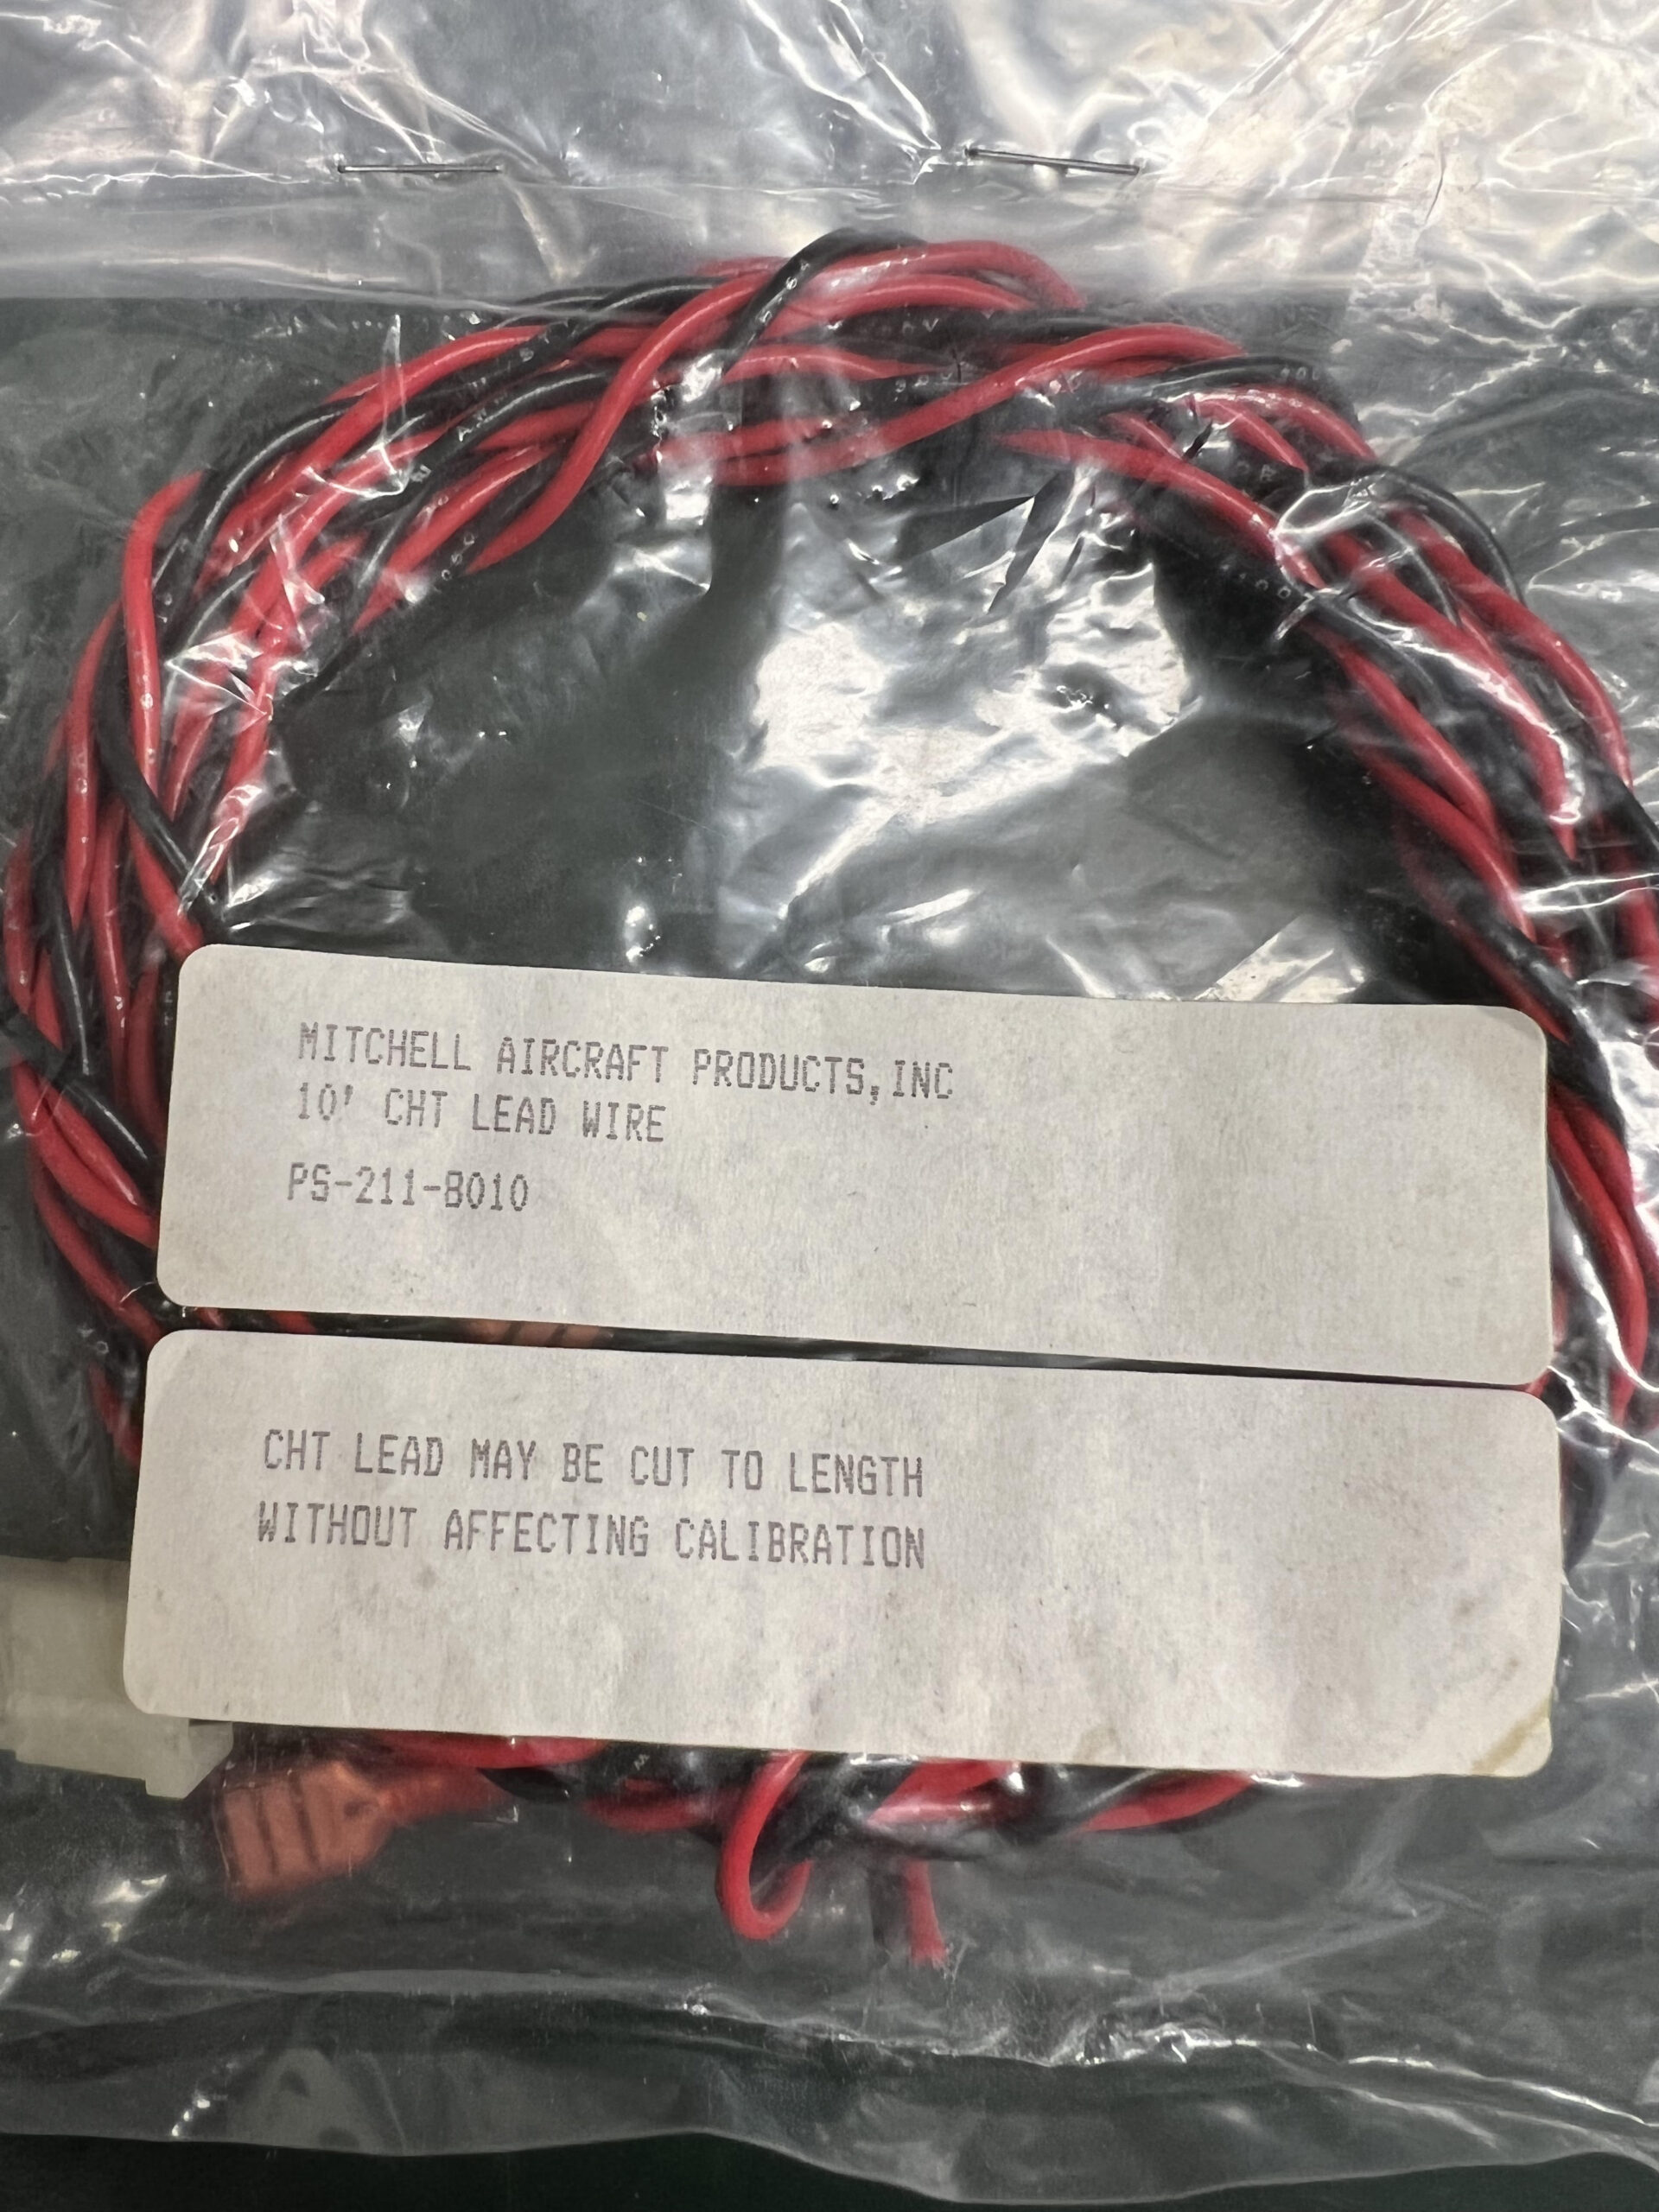 MITCHELL AIRCRAFT PRODUCTS,INC
10' CHT LEAD WIRE
PS-211-8010
CHT LEAD MAY BE CUT TO LENGTH
WITHOUT AFFECTING CALIBRATION